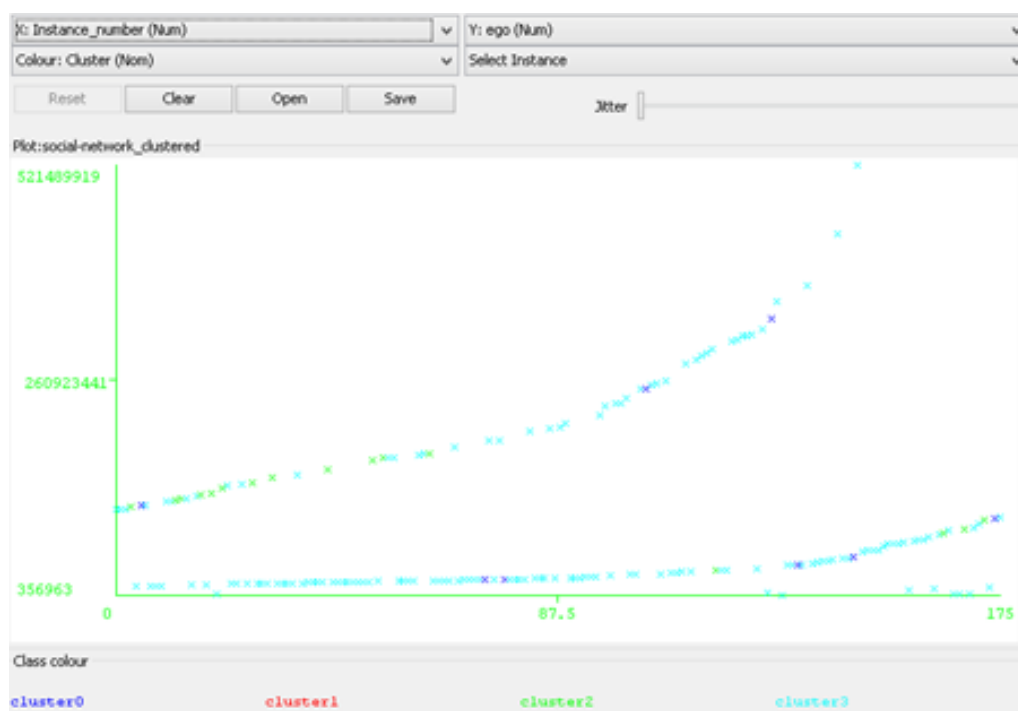 X: Instance_number (Num) Y: ego (Num)
Colour: Cluster (Nom) Select Instance
Reset Clear Open Save Jitter
Plot:social-network_clustered
521489919
260923441
356963
0 87.5 175
Class colour
cluster0 cluster1 cluster2 cluster3